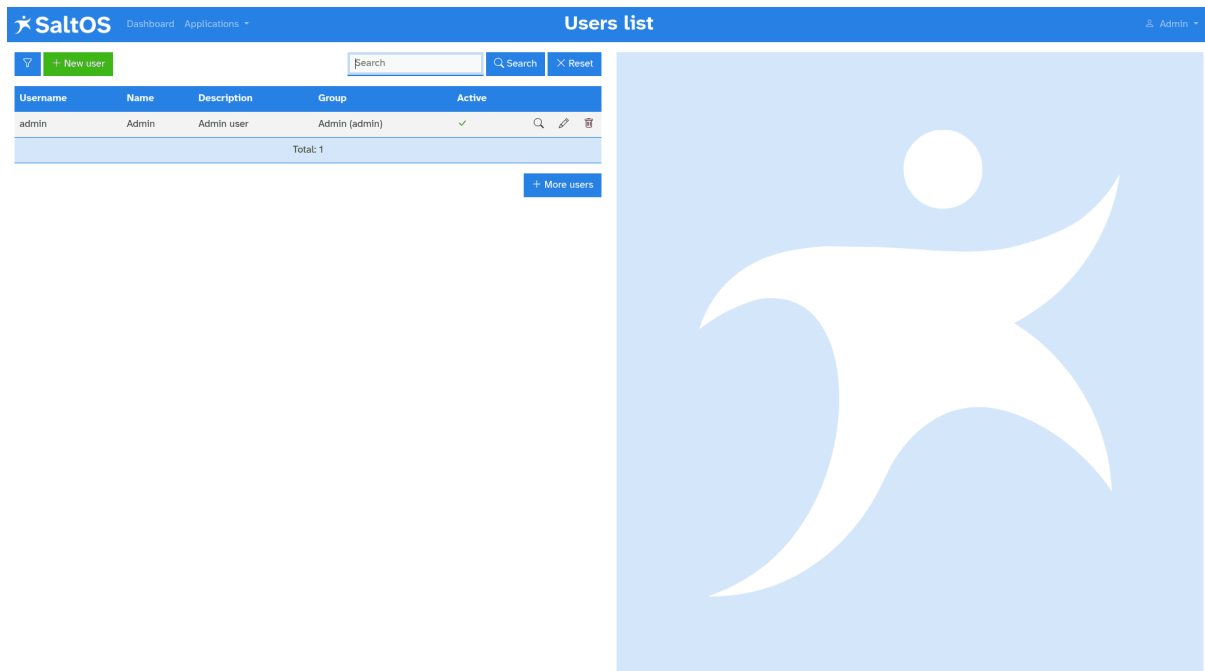 SaltOS Dashboard Applications Users list Admin
+ New user Search Search Reset
Username Name Description Group Active
admin Admin Admin user Admin (admin)
Total: 1
+ More users